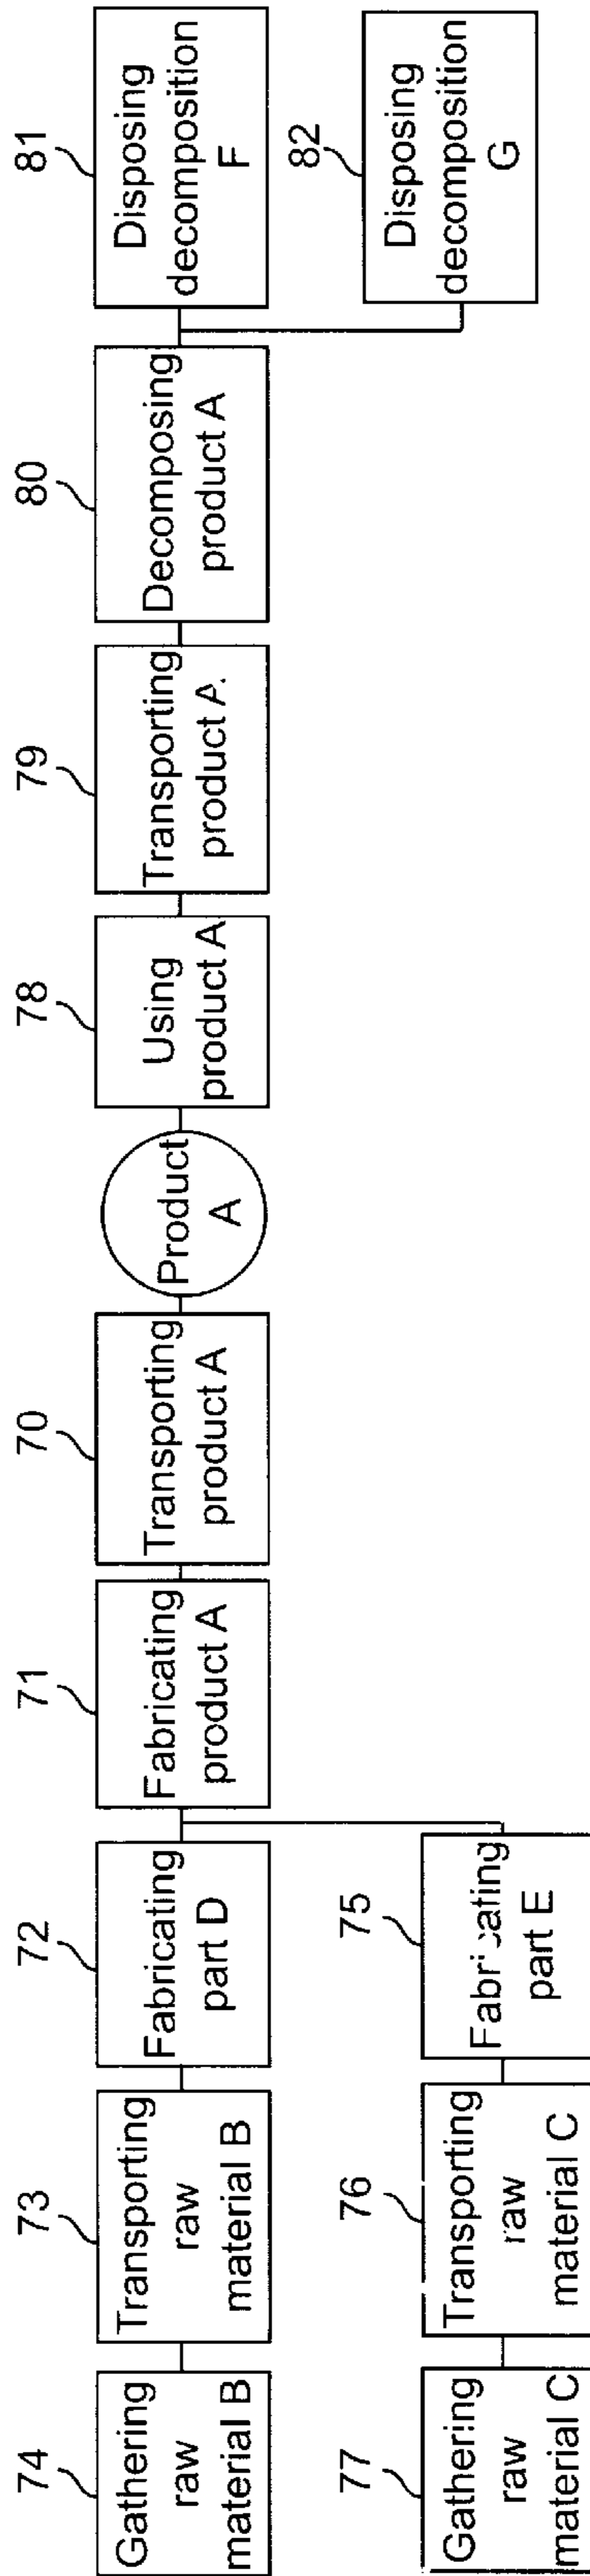 74
Gathering
raw
material B
73
Transporting
raw
material B
72
Fabricating
part D
71
Fabricating
product A
70
Transporting
product A
Product
A
78
Using
product A
79
Transporting
product A
80
Decomposing
product A
81
Disposing
decomposition
F
82
Disposing
decomposition
G
77
Gathering
raw
material C
76
Transporting
raw
material C
75
Fabricating
part E